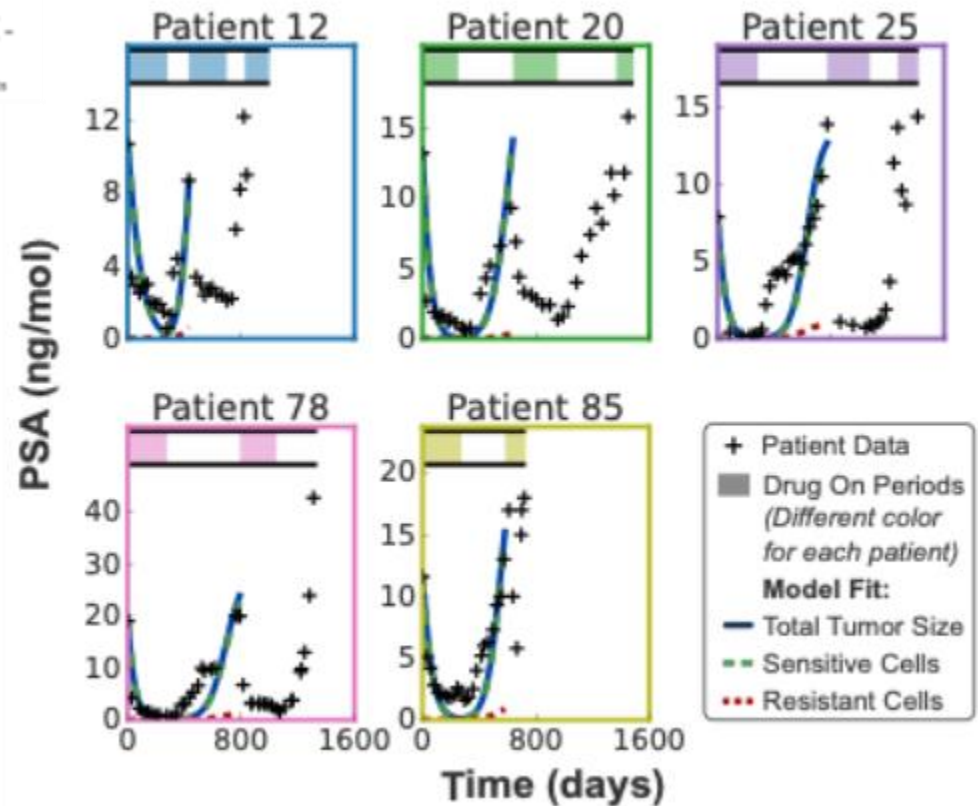 Patient 12
Patient 20
Patient 25
12
8
4
0
15
10
5
0
15
10
5
0
PSA (ng/mol)
Patient 78
Patient 85
40
30
20
10
0
20
15
10
5
0
0 800 1600
0 800 1600
Time (days)
Patient Data
Drug On Periods
(Different color
for each patient)
Model Fit:
Total Tumor Size
Sensitive Cells
Resistant Cells